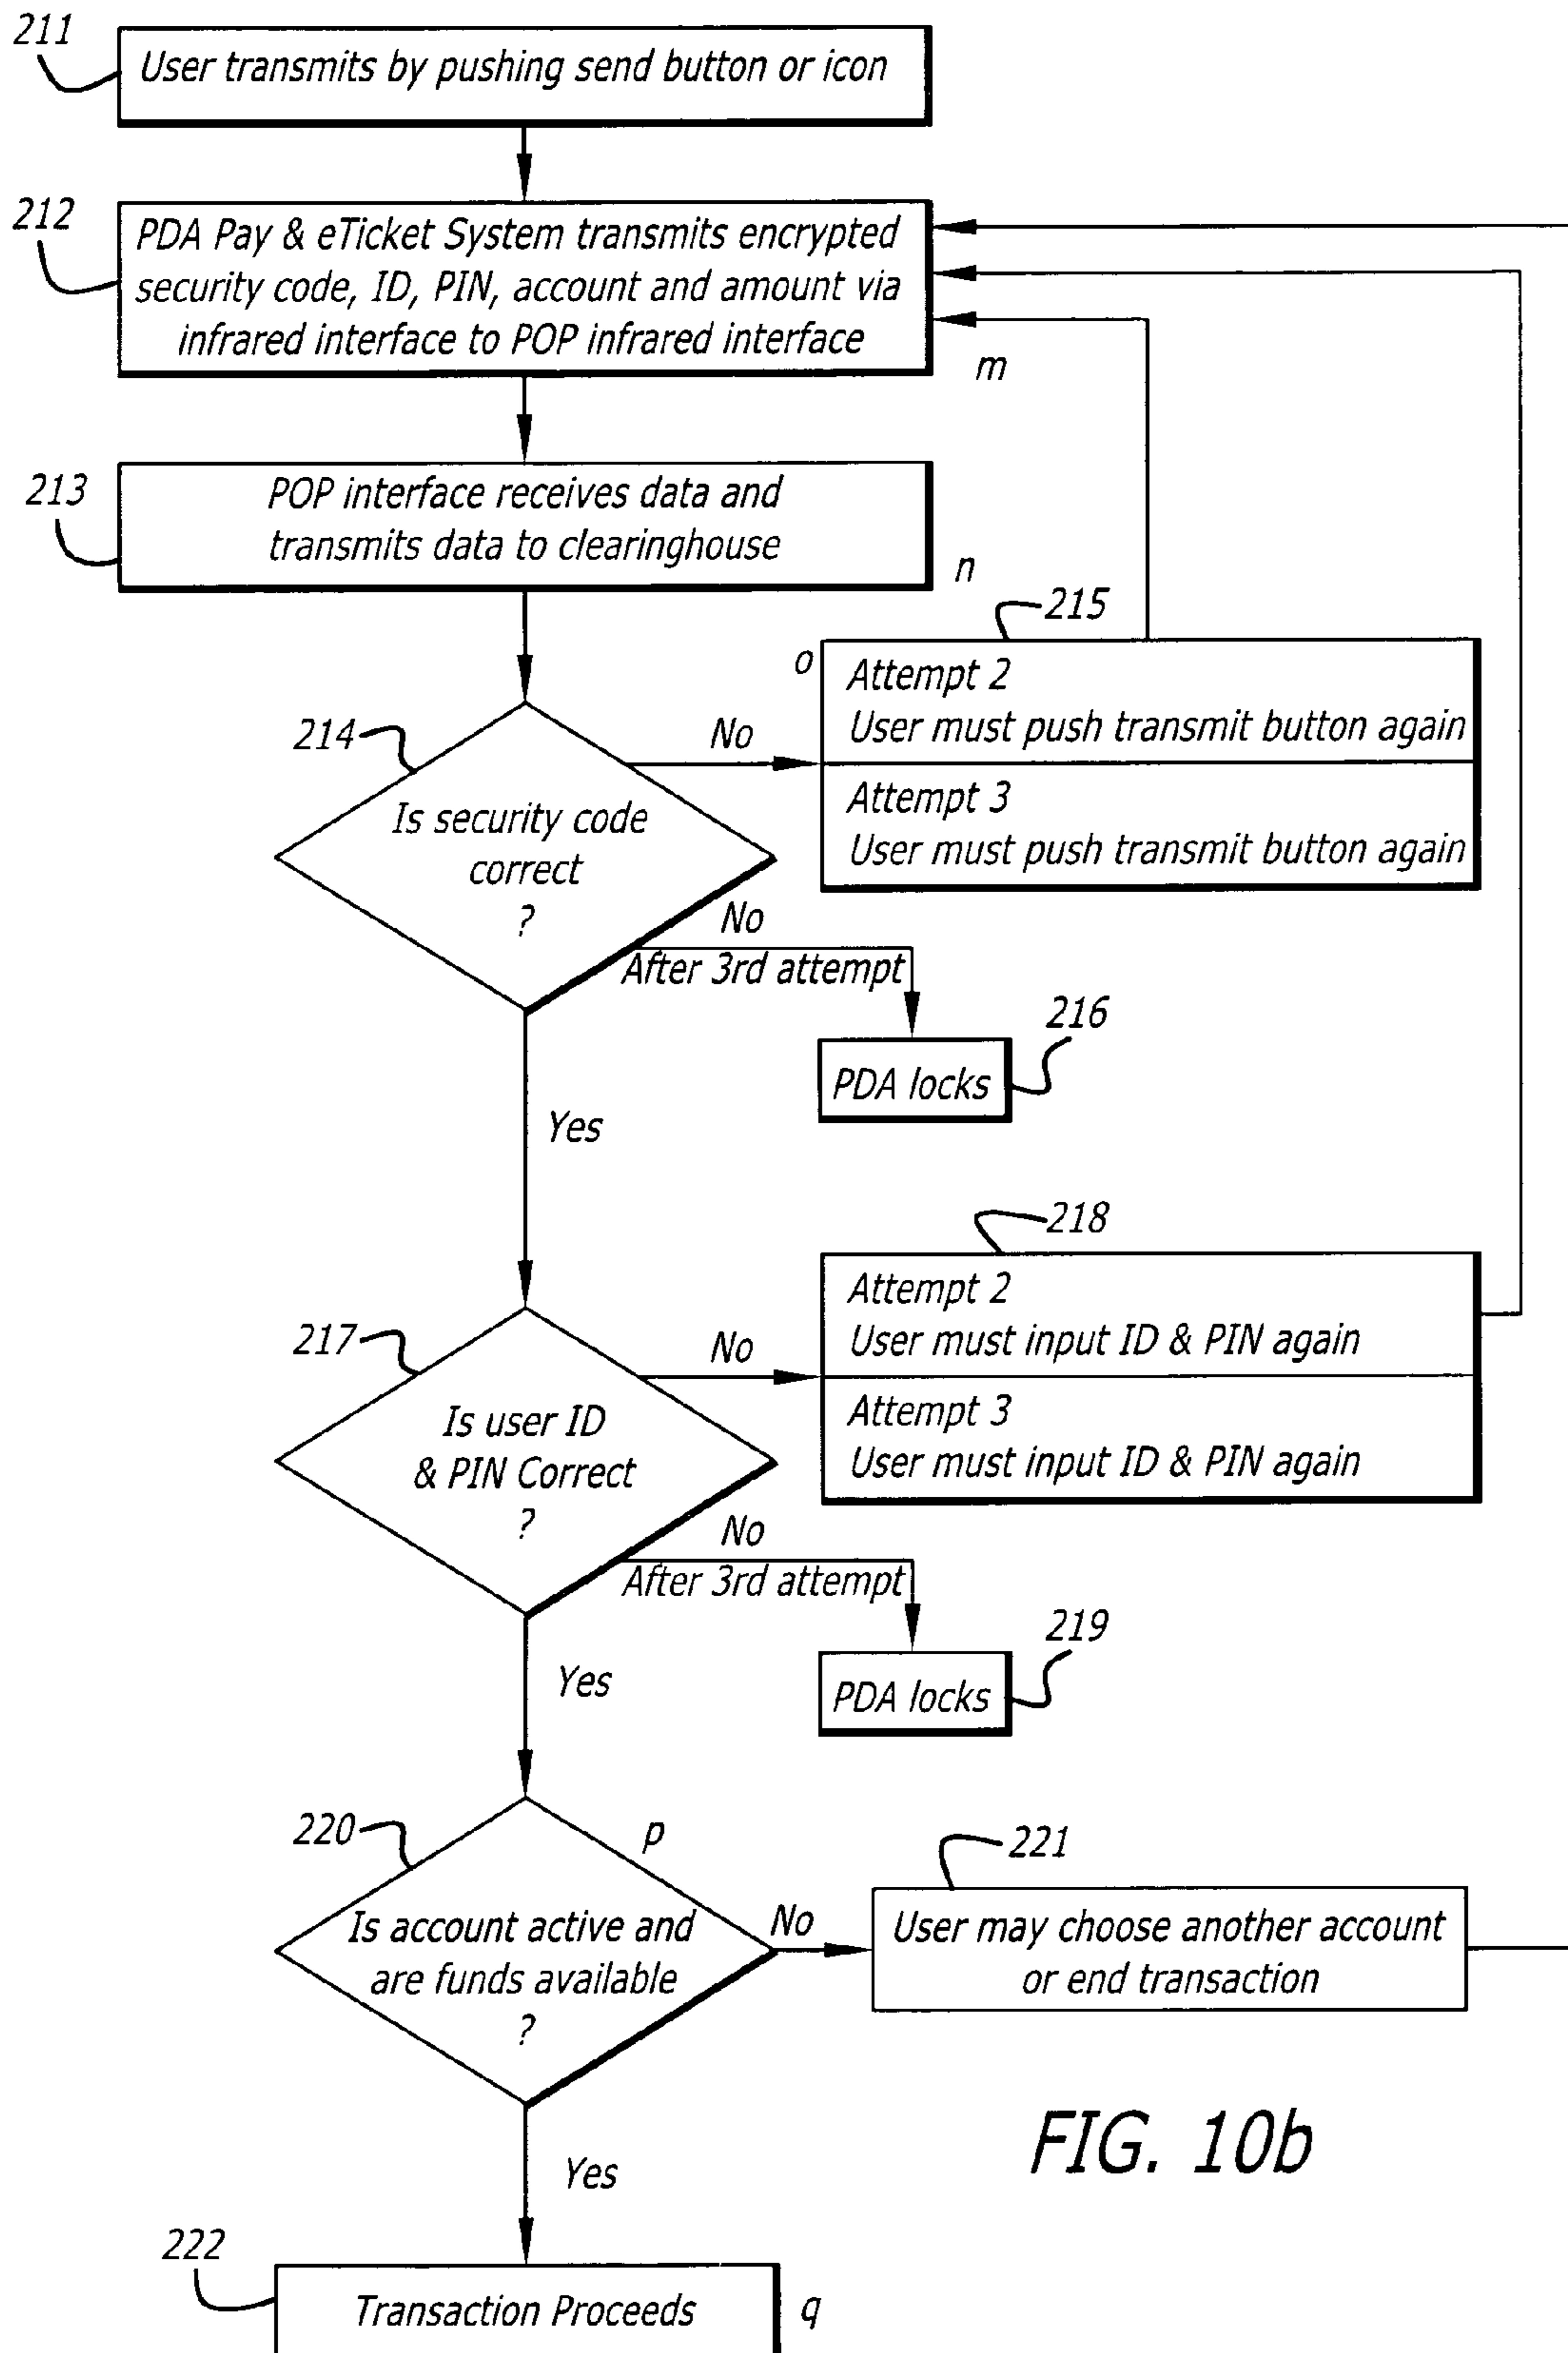 211
User transmits by pushing send button or icon
212
PDA Pay & eTicket System transmits encrypted
security code, ID, PIN, account and amount via
infrared interface to POP infrared interface
m
213
POP interface receives data and
transmits data to clearinghouse
n
215
o
Attempt 2
User must push transmit button again
Attempt 3
User must push transmit button again
214
No
Is security code
correct
?
No
After 3rd attempt
216
PDA locks
Yes
218
Attempt 2
User must input ID & PIN again
Attempt 3
User must input ID & PIN again
217
No
Is user ID
& PIN Correct
?
No
After 3rd attempt
219
PDA locks
Yes
220
p
221
Is account active and
are funds available
?
No
User may choose another account
or end transaction
FIG. 10b
Yes
222
Transaction Proceeds
q